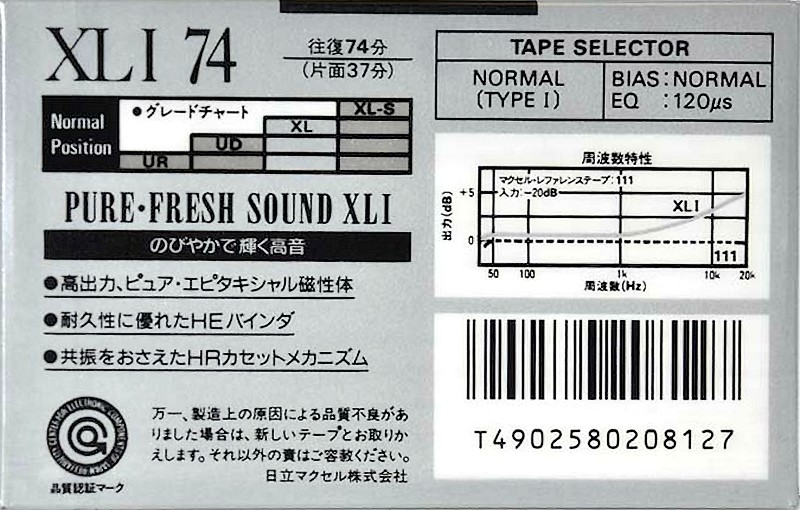 XLI 74
往復74分
(片面37分)
TAPE SELECTOR
NORMAL
(TYPE I)
BIAS:NORMAL
EQ :120μs
Normal
Position
●グレードチャート
XL-S
XL
UD
UR
PURE・FRESH SOUND XLI
のびやかで輝く高音
●高出力、ピュア・エピタキシャル磁性体
●耐久性に優れたHEバインダ
●共振をおさえたHRカセットメカニズム
周波数特性
マクセル・レファレンステープ:111
入力:−20dB
出力(dB)
+5
0
XLI
111
50 100 1k 10k 20k
周波数(Hz)
T4902580208127
品質認証マーク
万一、製造上の原因による品質不良があ
りました場合は、新しいテープとお取りか
えします。それ以外の責はご容赦ください。
日立マクセル株式会社